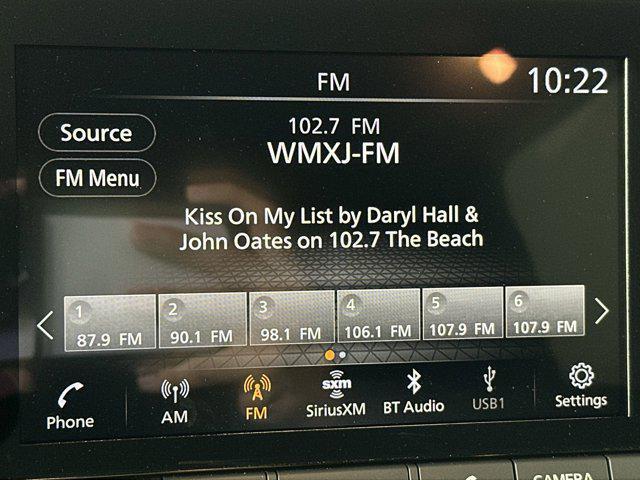 FM
10:22
Source
102.7 FM
WMXJ-FM
FM Menu
Kiss On My List by Daryl Hall &
John Oates on 102.7 The Beach
1
87.9 FM
2
90.1 FM
3
98.1 FM
4
106.1 FM
5
107.9 FM
6
107.9 FM
Phone
AM
FM
sxm
SiriusXM
BT Audio
USB1
Settings
CAMERA